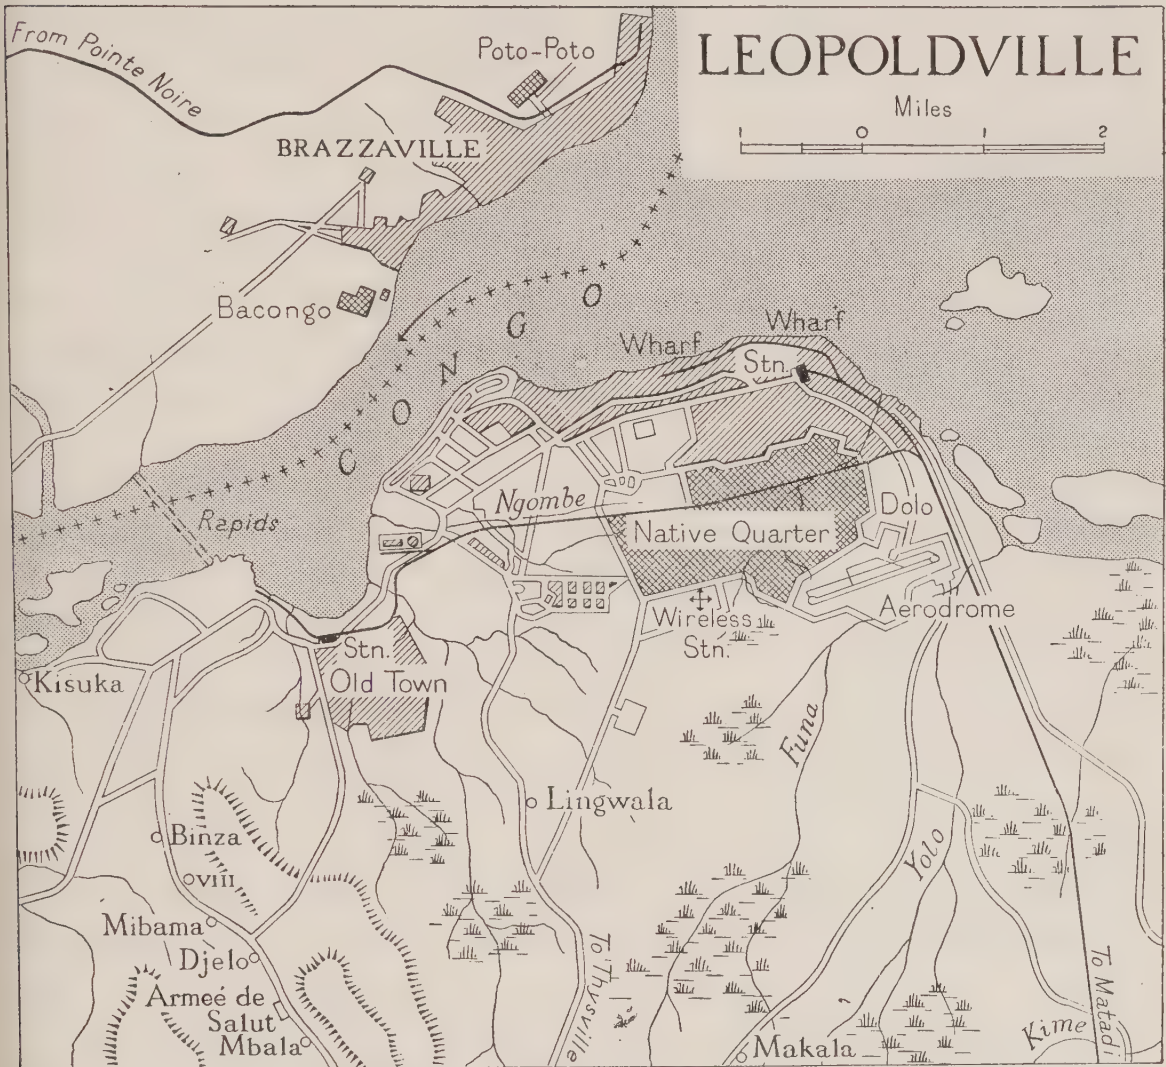 LEOPOLDVILLE
Miles
1 0 1 2
From Pointe Noire
Poto-Poto
BRAZZAVILLE
Bacongo
CONGO
Wharf
Wharf
Stn.
Rapids
Ngombe
Native Quarter
Dolo
Aerodrome
Wireless
Stn.
Stn.
Old Town
Kisuka
Funa
Lingwala
Binza
VIII
Yolo
Mibama
Djelo
Armeé de
Salut
Mbala
To Thysville
Makala
Kime
To Matadi